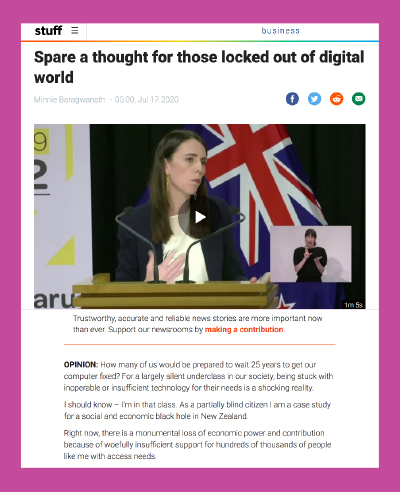 stuff
business
Spare a thought for those locked out of digital
world
Minnie Baragwanath · 05:00, Jul 17 2020
9
2
aru
1m 5s
Trustworthy, accurate and reliable news stories are more important now
than ever. Support our newsrooms by making a contribution.
OPINION: How many of us would be prepared to wait 25 years to get our
computer fixed? For a largely silent underclass in our society, being stuck with
inoperable or insufficient technology for their needs is a shocking reality.
I should know – I'm in that class. As a partially blind citizen I am a case study
for a social and economic black hole in New Zealand.
Right now, there is a monumental loss of economic power and contribution
because of woefully insufficient support for hundreds of thousands of people
like me with access needs.